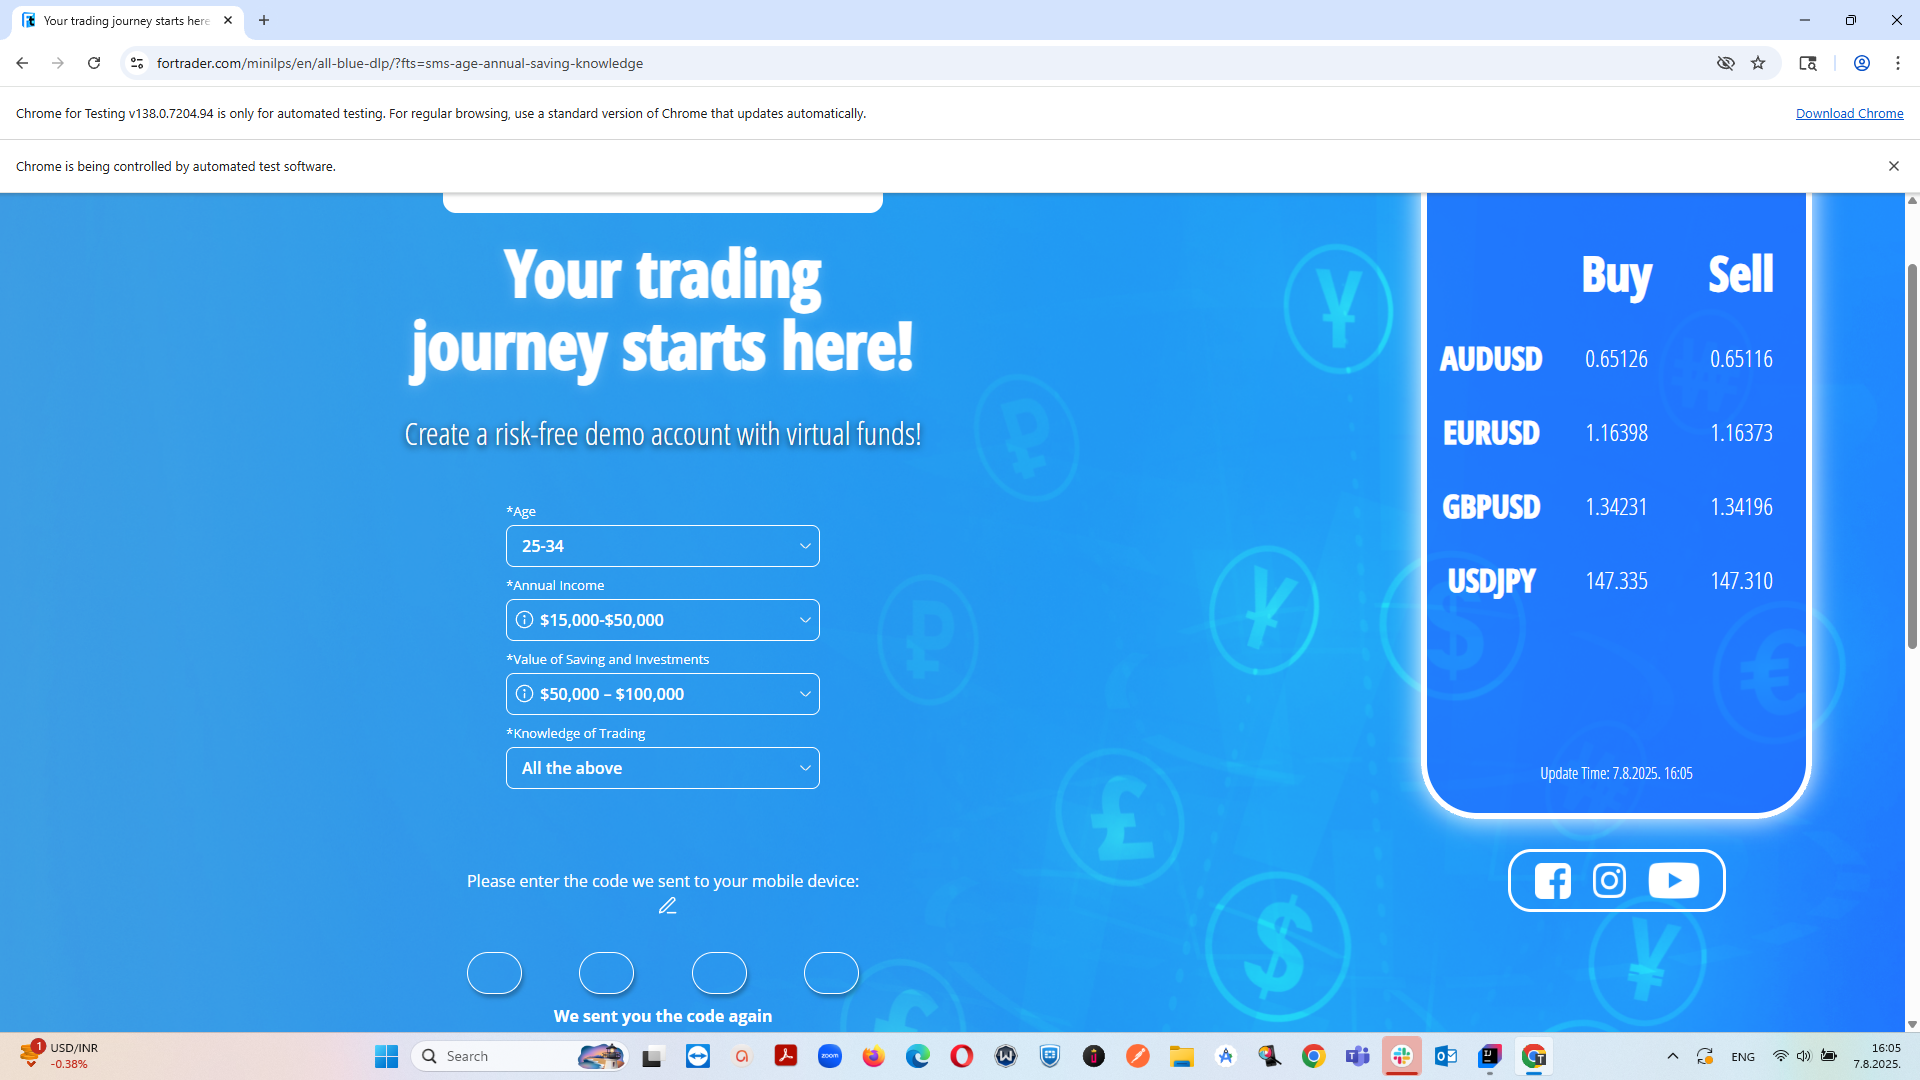 Your trading journey starts here
fortrader.com/minilps/en/all-blue-dlp/?fts=sms-age-annual-saving-knowledge
Chrome for Testing v138.0.7204.94 is only for automated testing. For regular browsing, use a standard version of Chrome that updates automatically.
Download Chrome
Chrome is being controlled by automated test software.
Your trading
journey starts here!
Create a risk-free demo account with virtual funds!
*Age
25-34
*Annual Income
$15,000-$50,000
*Value of Saving and Investments
$50,000 – $100,000
*Knowledge of Trading
All the above
Please enter the code we sent to your mobile device:
We sent you the code again
Buy Sell
AUDUSD 0.65126 0.65116
EURUSD 1.16398 1.16373
GBPUSD 1.34231 1.34196
USDJPY 147.335 147.310
Update Time: 7.8.2025. 16:05
1
USD/INR
-0.38%
Search
zoom
ENG
16:05
7.8.2025.